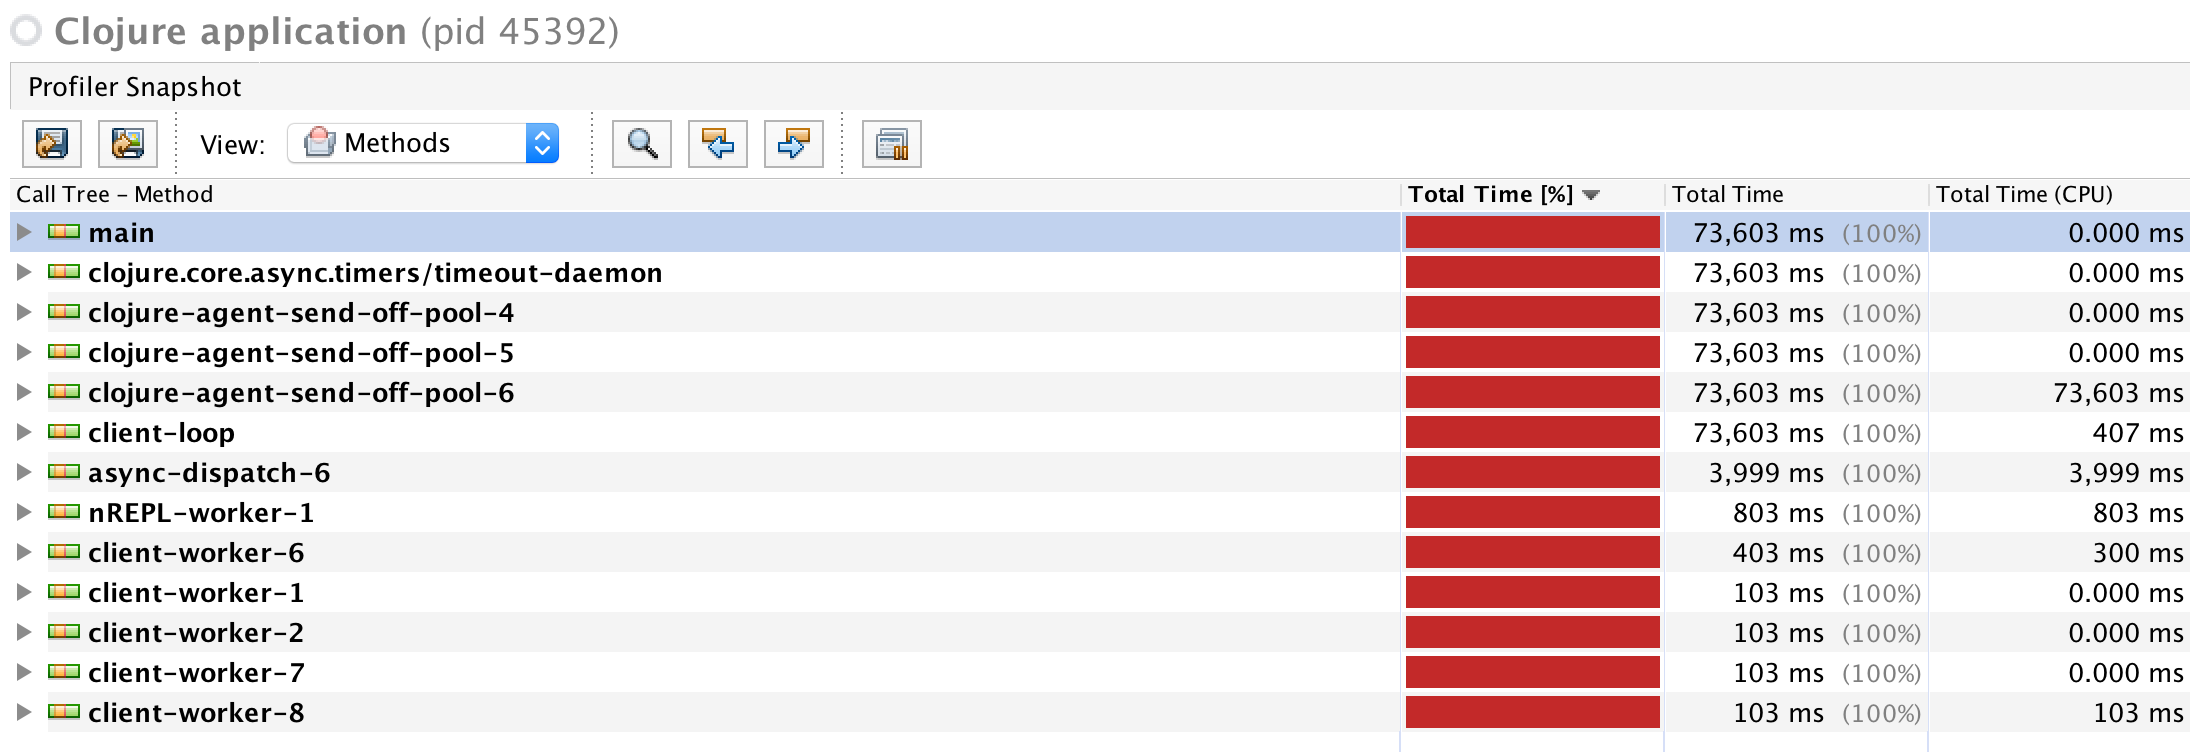 Clojure application (pid 45392)
Profiler Snapshot
View: Methods
Call Tree – Method Total Time [%] Total Time Total Time (CPU)
main 73,603 ms (100%) 0.000 ms
clojure.core.async.timers/timeout-daemon 73,603 ms (100%) 0.000 ms
clojure-agent-send-off-pool-4 73,603 ms (100%) 0.000 ms
clojure-agent-send-off-pool-5 73,603 ms (100%) 0.000 ms
clojure-agent-send-off-pool-6 73,603 ms (100%) 73,603 ms
client-loop 73,603 ms (100%) 407 ms
async-dispatch-6 3,999 ms (100%) 3,999 ms
nREPL-worker-1 803 ms (100%) 803 ms
client-worker-6 403 ms (100%) 300 ms
client-worker-1 103 ms (100%) 0.000 ms
client-worker-2 103 ms (100%) 0.000 ms
client-worker-7 103 ms (100%) 0.000 ms
client-worker-8 103 ms (100%) 103 ms